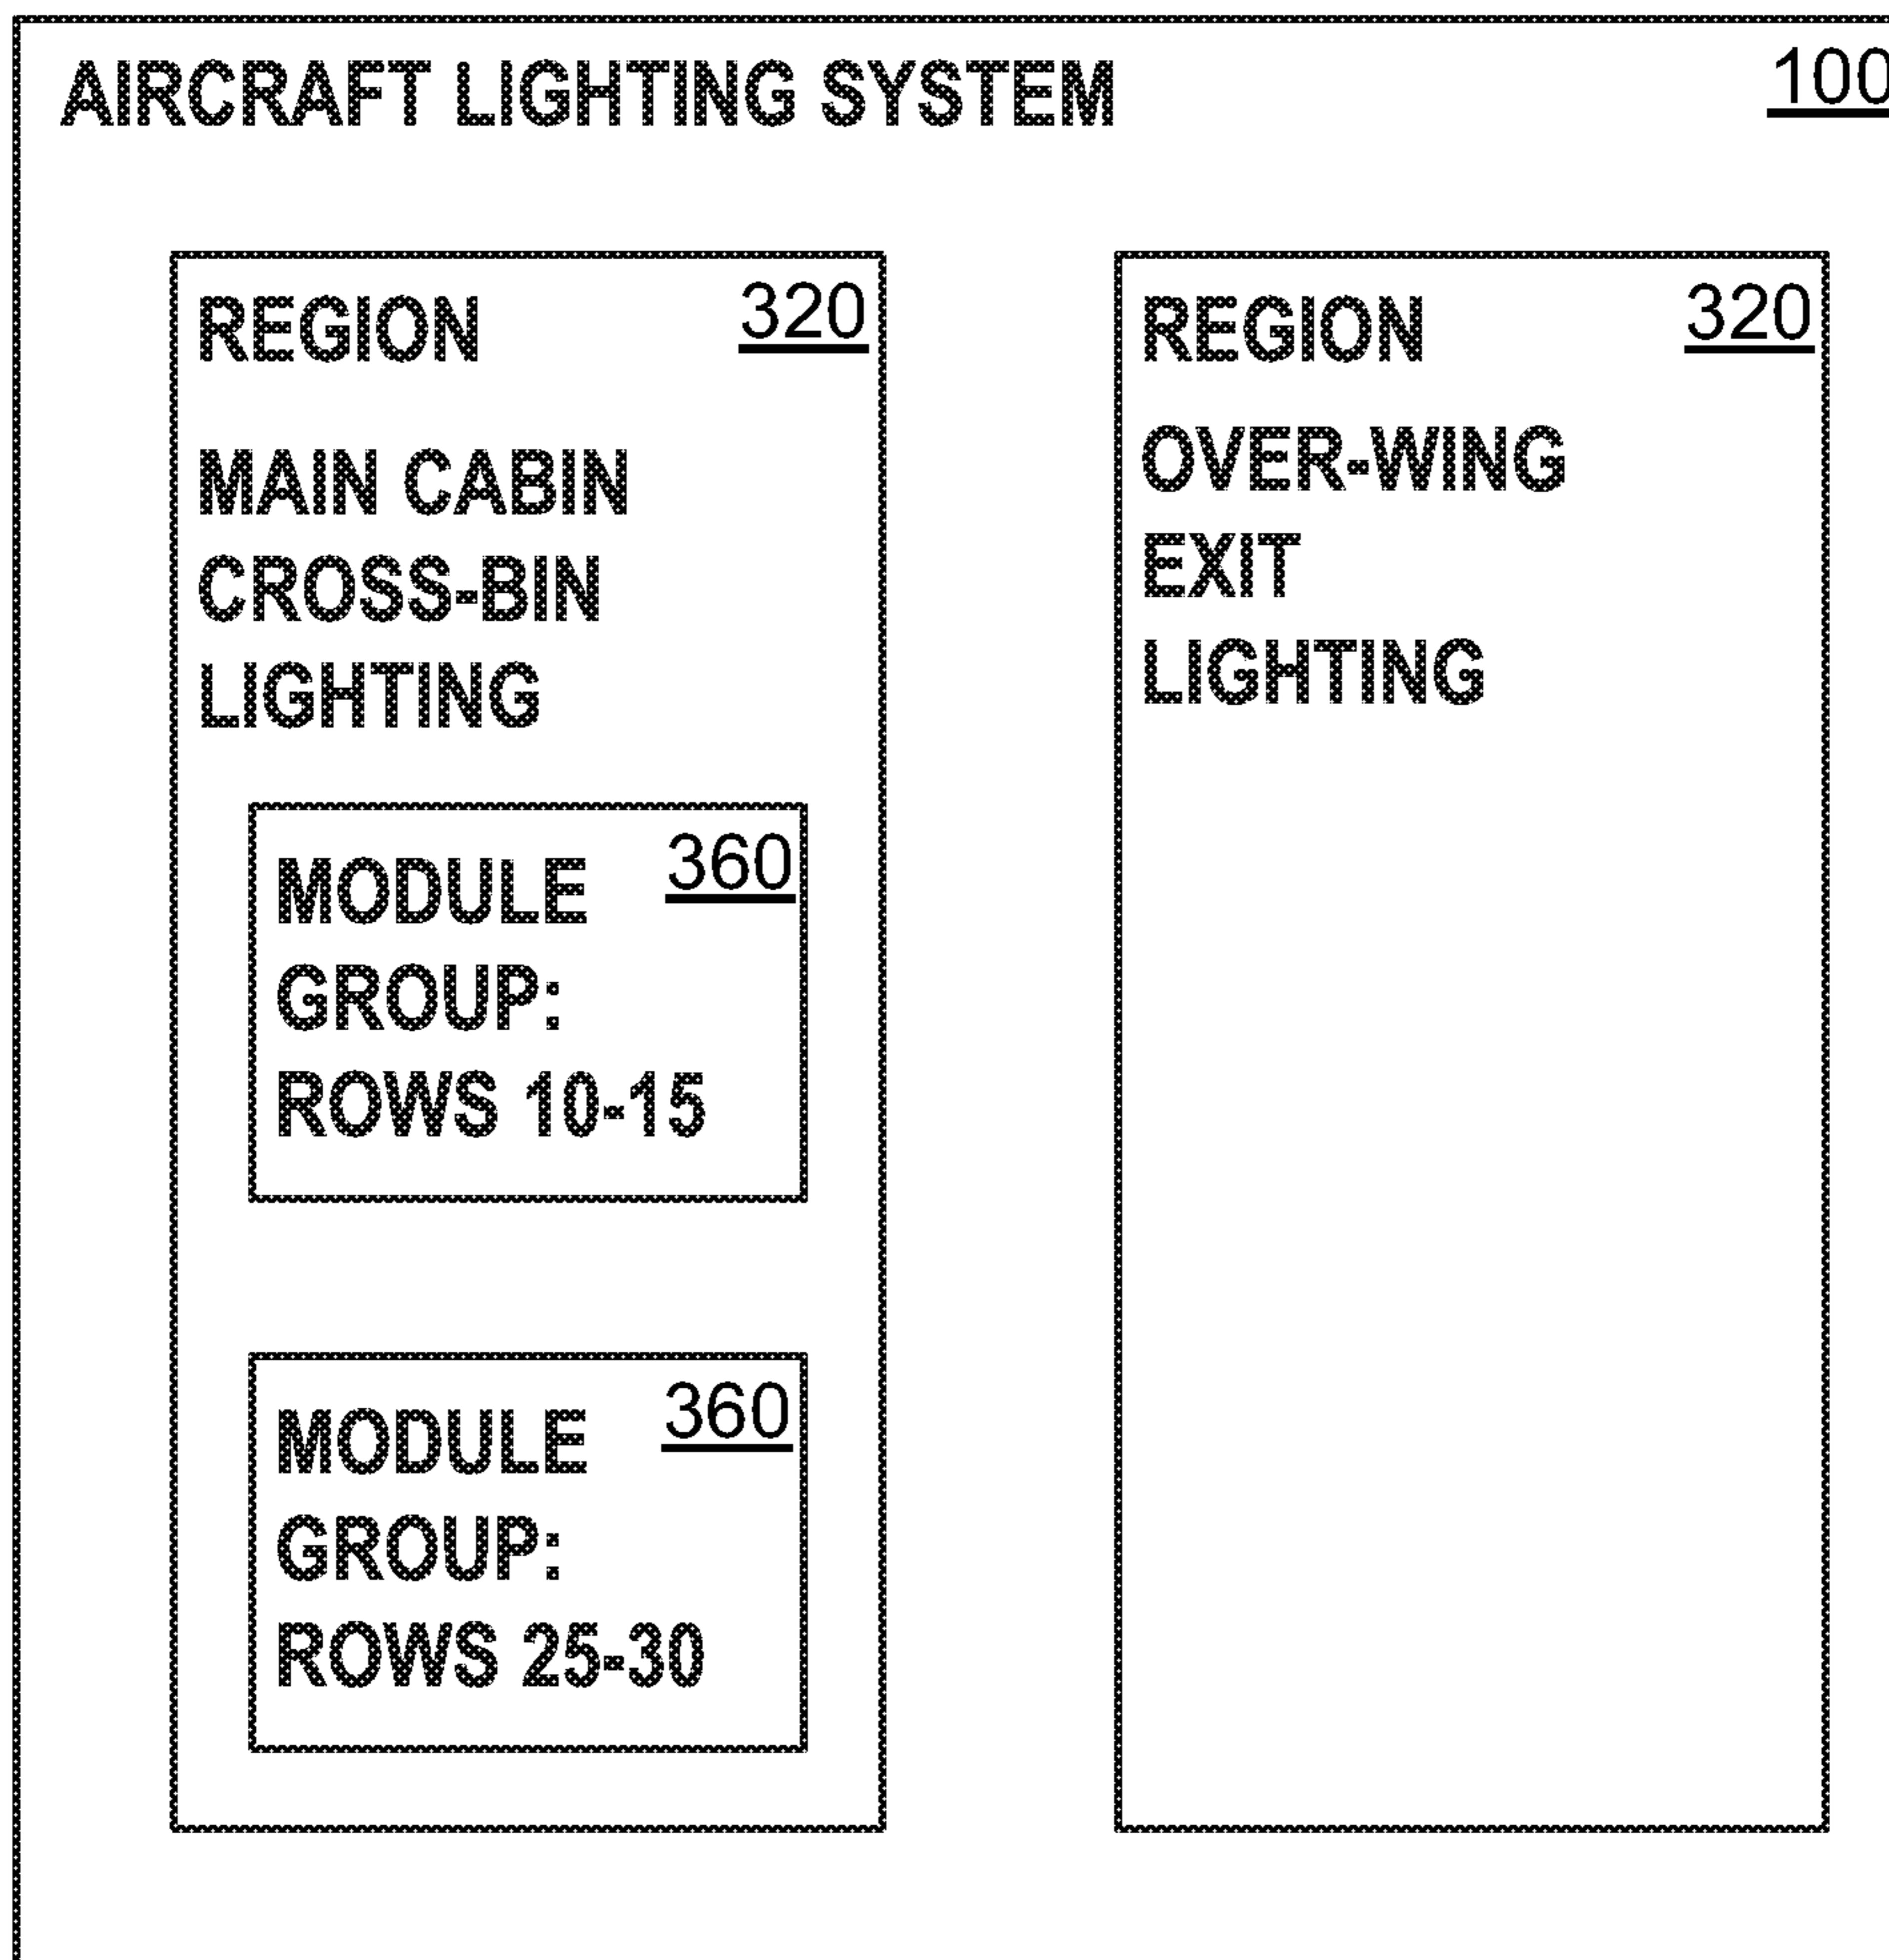 AIRCRAFT LIGHTING SYSTEM 100
REGION 320
MAIN CABIN
CROSS-BIN
LIGHTING
MODULE 360
GROUP:
ROWS 10-15
MODULE 360
GROUP:
ROWS 25-30
REGION 320
OVER-WING
EXIT
LIGHTING